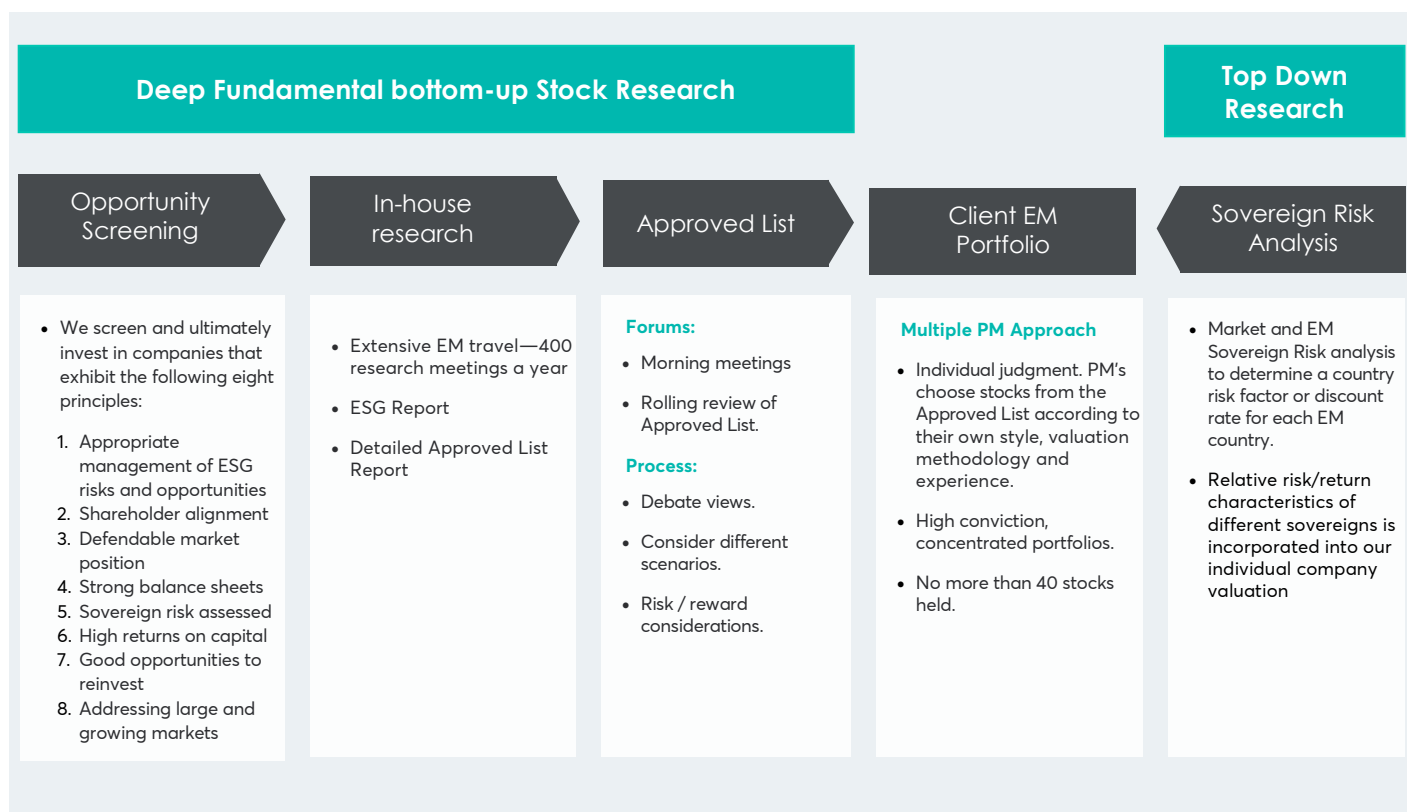 Deep Fundamental bottom-up Stock Research
Top Down
Research
Opportunity
Screening
In-house
research
Approved List
Client EM
Portfolio
Sovereign Risk
Analysis
• We screen and ultimately
invest in companies that
exhibit the following eight
principles:
1. Appropriate
management of ESG
risks and opportunities
2. Shareholder alignment
3. Defendable market
position
4. Strong balance sheets
5. Sovereign risk assessed
6. High returns on capital
7. Good opportunities to
reinvest
8. Addressing large and
growing markets
• Extensive EM travel—400
research meetings a year
• ESG Report
• Detailed Approved List
Report
Forums:
• Morning meetings
• Rolling review of
Approved List.
Process:
• Debate views.
• Consider different
scenarios.
• Risk / reward
considerations.
Multiple PM Approach
• Individual judgment. PM's
choose stocks from the
Approved List according to
their own style, valuation
methodology and
experience.
• High conviction,
concentrated portfolios.
• No more than 40 stocks
held.
• Market and EM
Sovereign Risk analysis
to determine a country
risk factor or discount
rate for each EM
country.
• Relative risk/return
characteristics of
different sovereigns is
incorporated into our
individual company
valuation